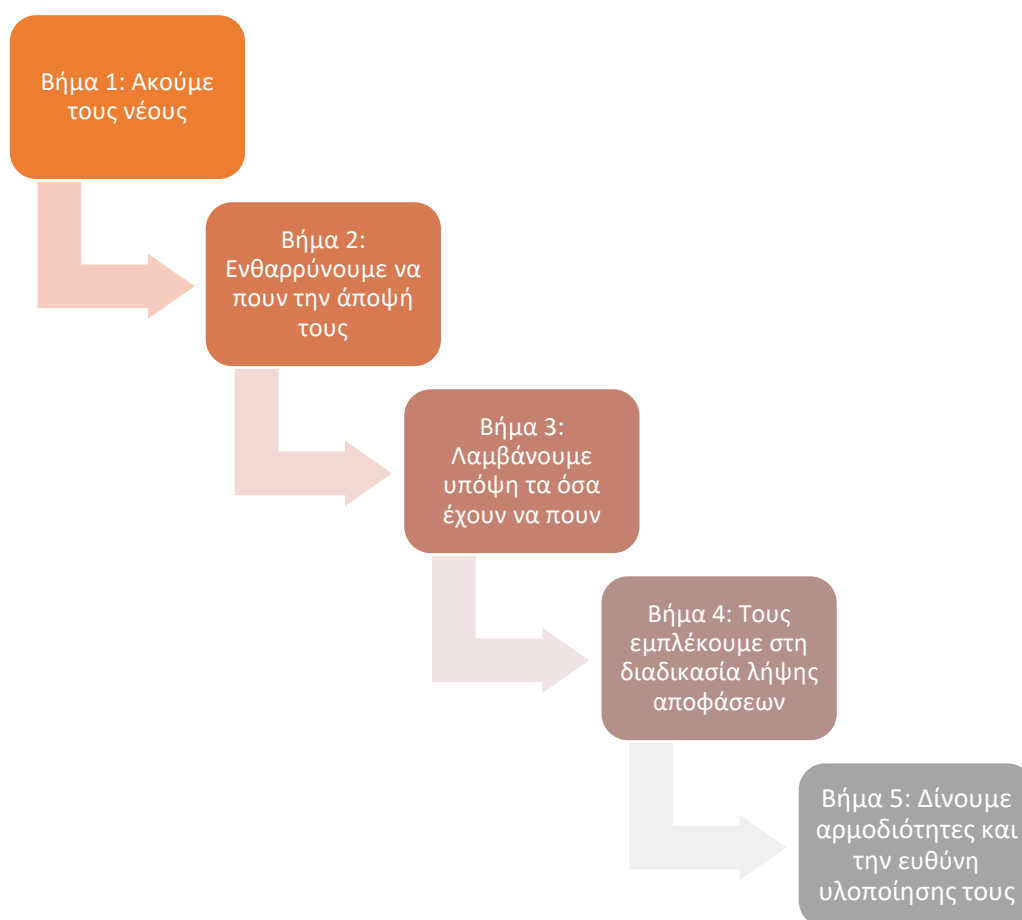 Βήμα 1: Ακούμε
τους νέους
Βήμα 2:
Ενθαρρύνουμε να
πουν την άποψή
τους
Βήμα 3:
Λαμβάνουμε
υπόψη τα όσα
έχουν να πουν
Βήμα 4: Τους
εμπλέκουμε στη
διαδικασία λήψης
αποφάσεων
Βήμα 5: Δίνουμε
αρμοδιότητες και
την ευθύνη
υλοποίησης τους